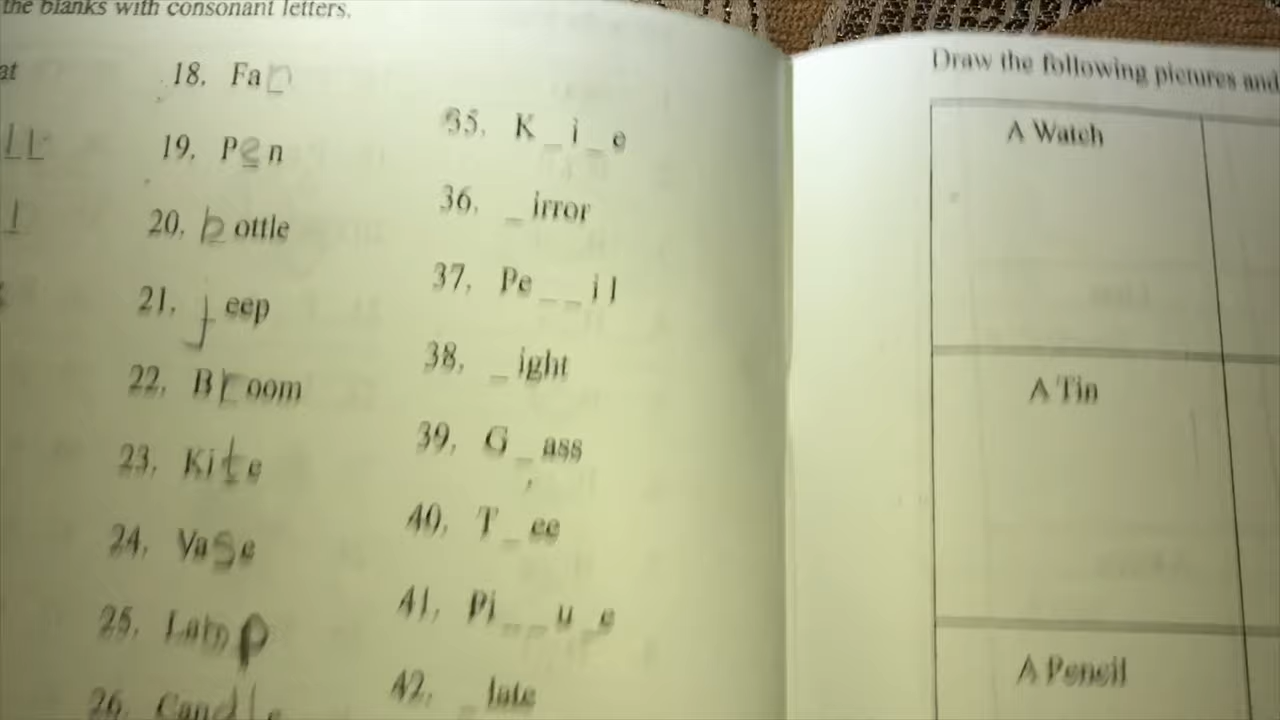 the blanks with consonant letters.
at
18. Fan
19. Pen
20. bottle
21. jeep
22. Broom
23. Kite
24. Vase
25. Lamp
26. Candle
35. K _ i _ e
36. _ irror
37. Pe _ _ i l
38. _ ight
39. G _ ass
40. T _ ee
41. Pi _ _ u _ e
42. _ late
Draw the following pictures and
A Watch
A Tin
A Pencil